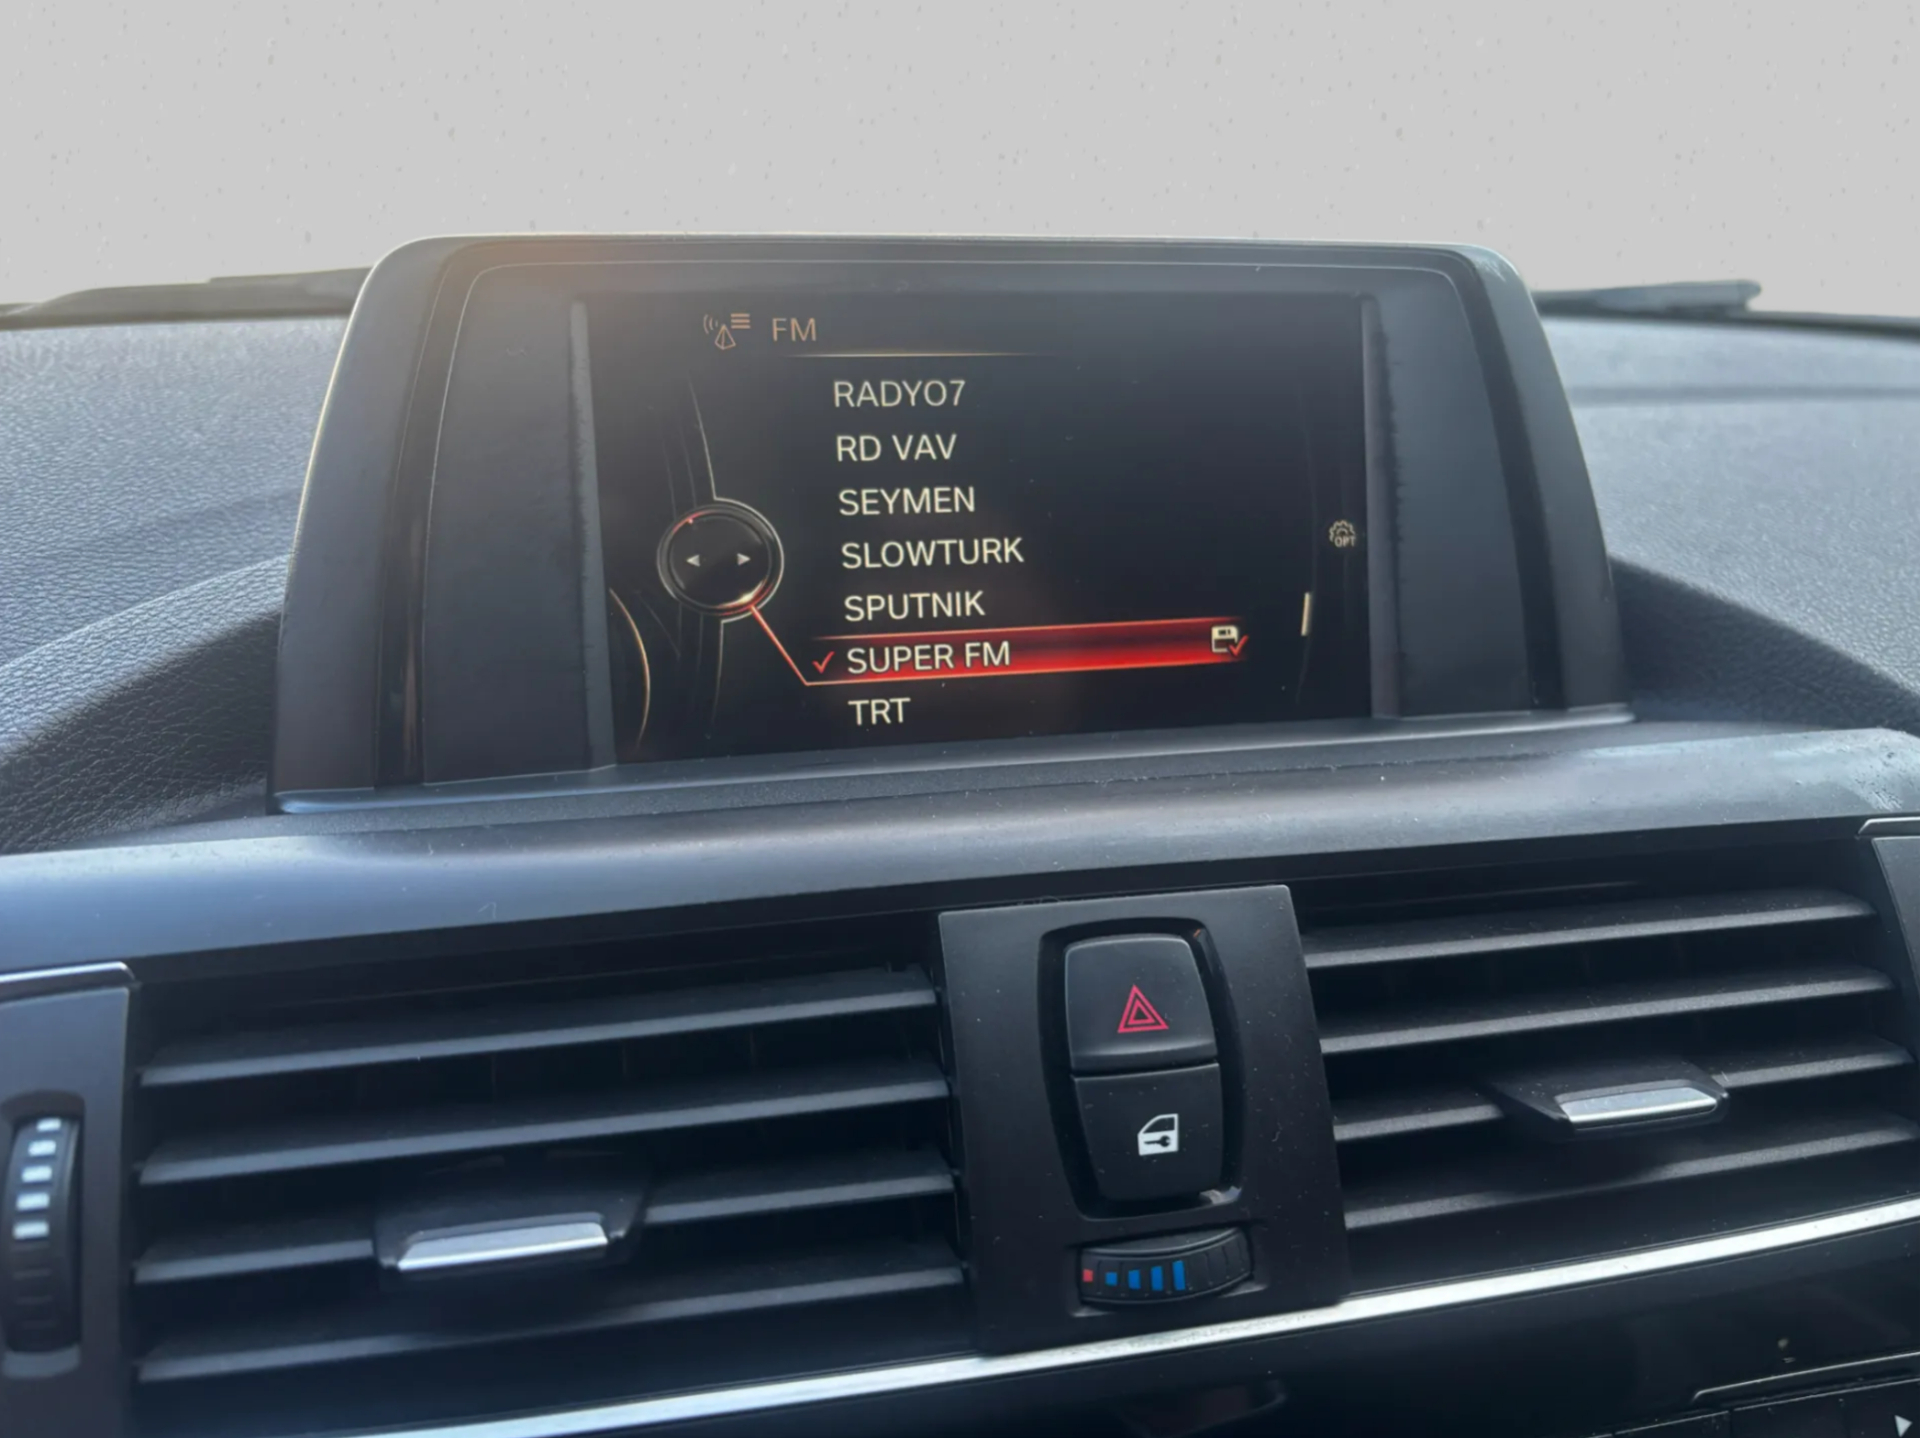 FM
RADYO7
RD VAV
SEYMEN
SLOWTURK
SPUTNIK
SUPER FM
TRT
OPT